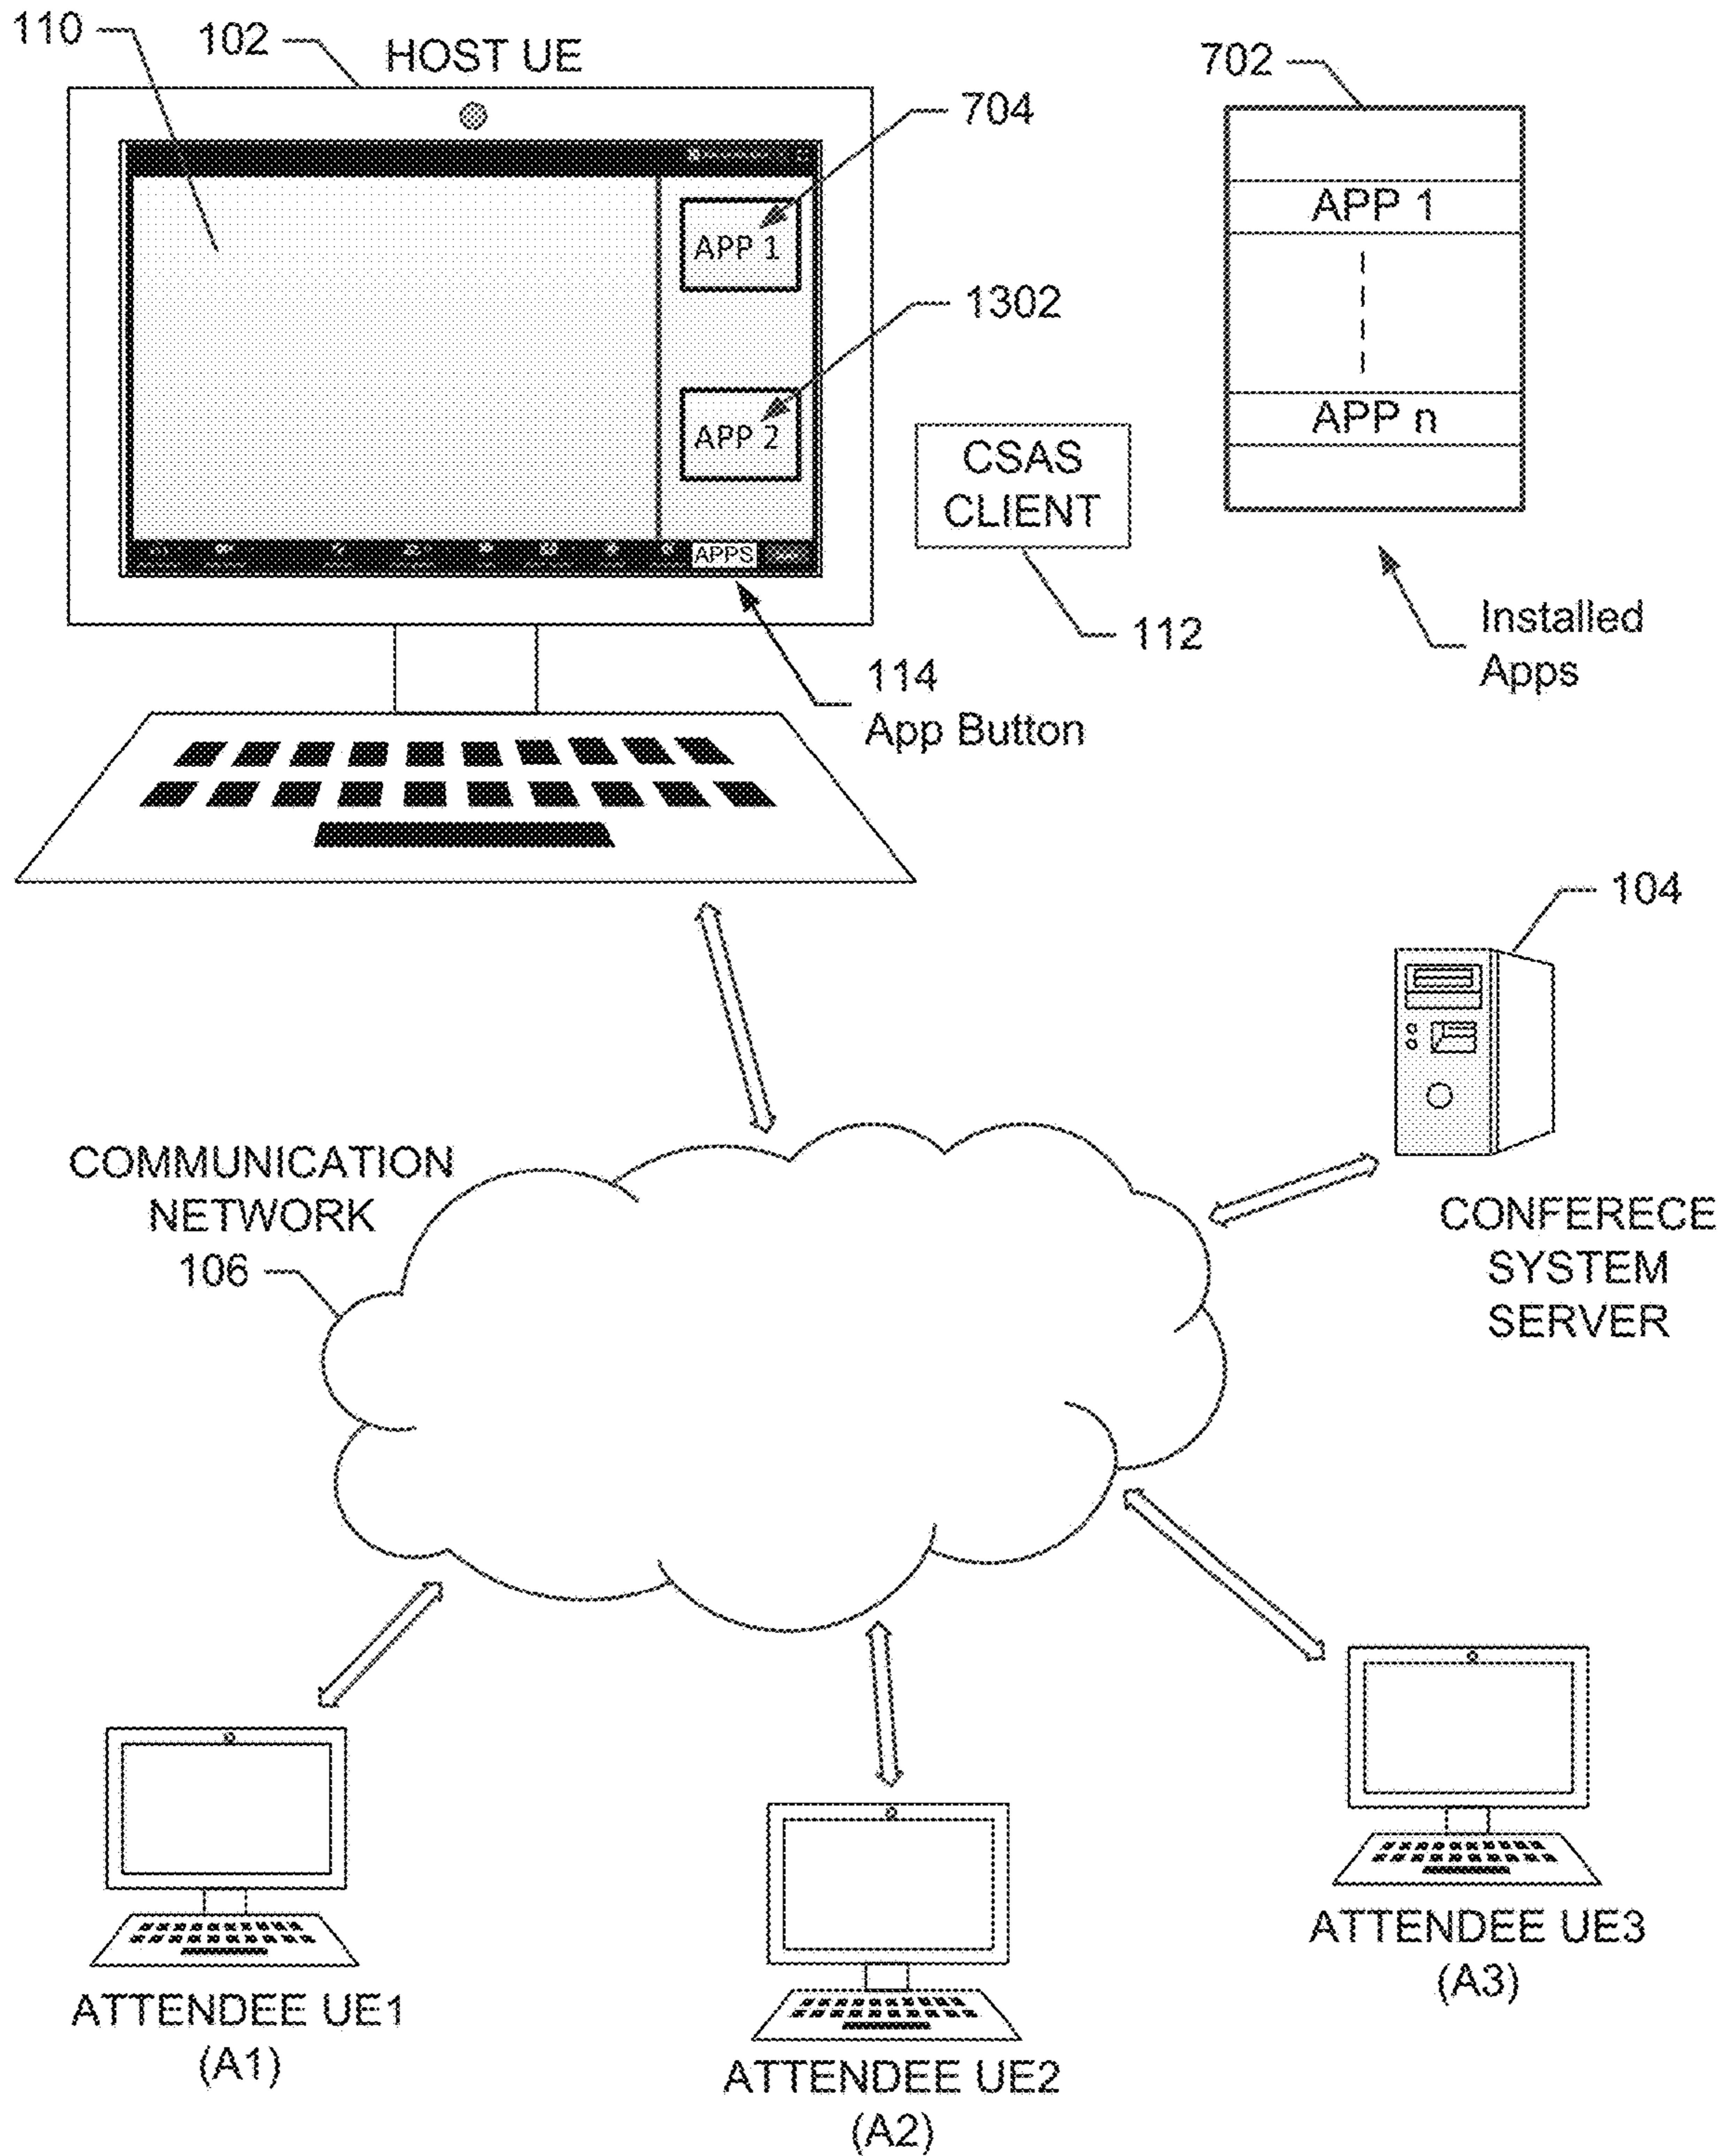 110
102
HOST UE
702
704
APP 1
APP 1
1302
APP 2
APP n
CSAS
CLIENT
APPS
112
Installed
Apps
114
App Button
104
COMMUNICATION
NETWORK
106
CONFERECE
SYSTEM
SERVER
ATTENDEE UE3
(A3)
ATTENDEE UE1
(A1)
ATTENDEE UE2
(A2)